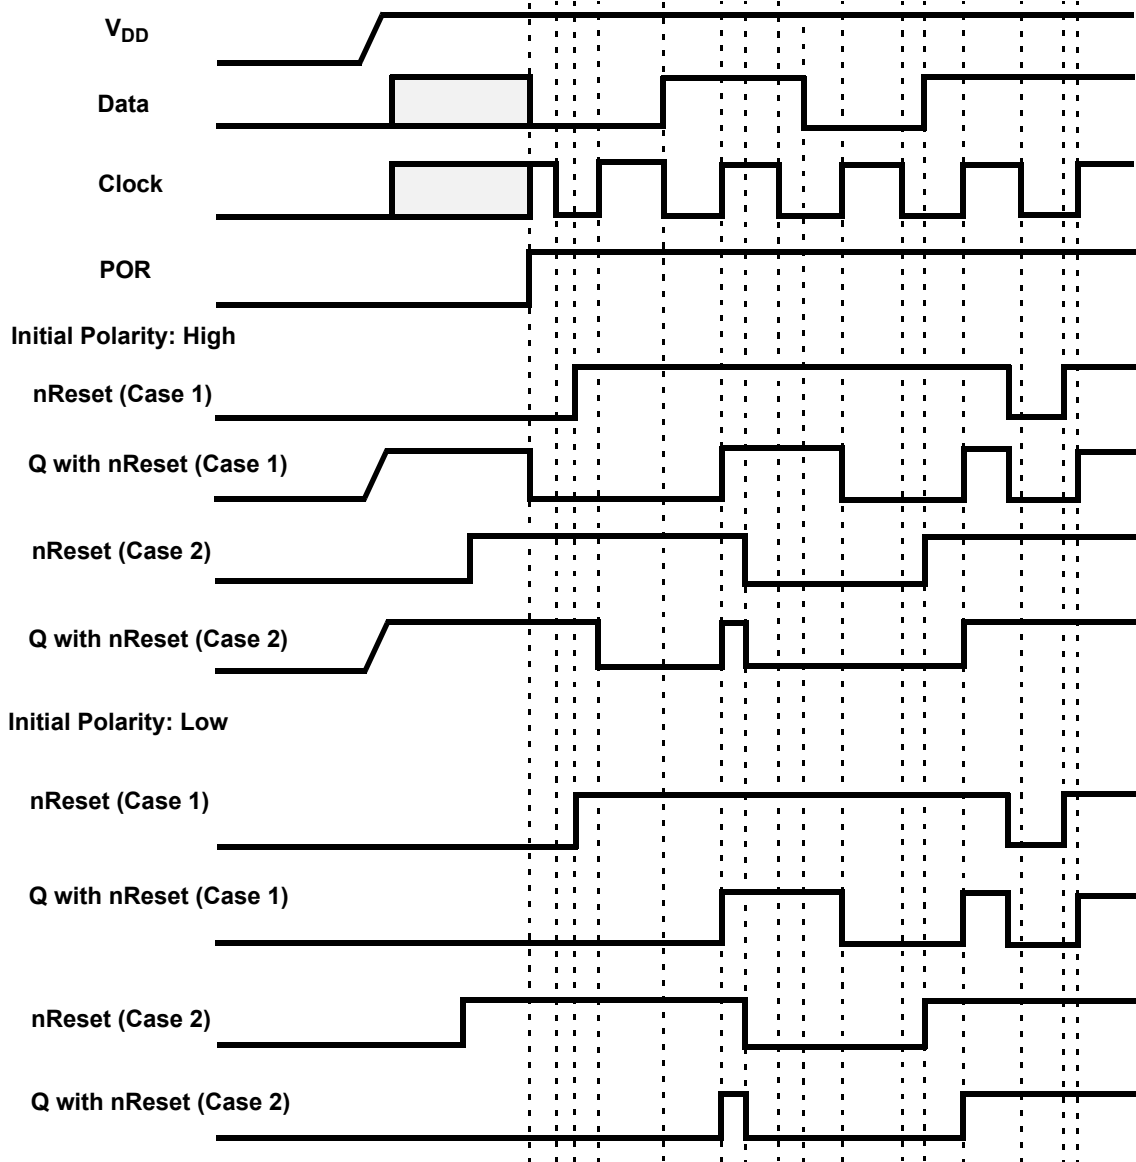 VDD
Data
Clock
POR
Initial Polarity: High
nReset (Case 1)
Q with nReset (Case 1)
nReset (Case 2)
Q with nReset (Case 2)
Initial Polarity: Low
nReset (Case 1)
Q with nReset (Case 1)
nReset (Case 2)
Q with nReset (Case 2)